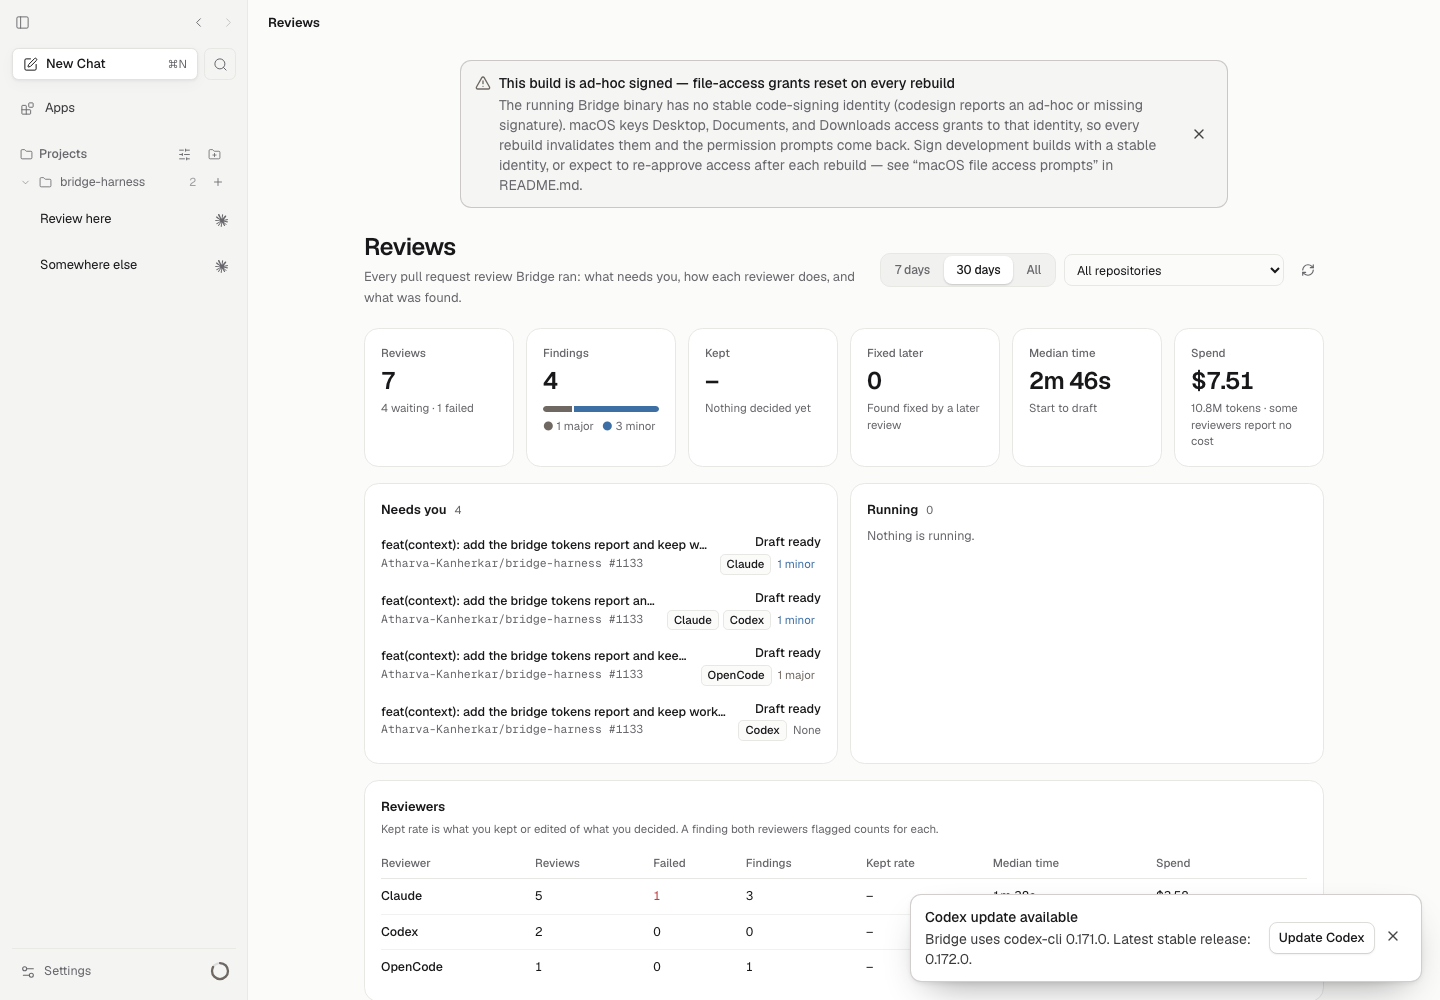 Reviews
New Chat
⌘N
Apps
Projects
bridge-harness 2
Review here
Somewhere else
Settings
This build is ad-hoc signed — file-access grants reset on every rebuild
The running Bridge binary has no stable code-signing identity (codesign reports an ad-hoc or missing
signature). macOS keys Desktop, Documents, and Downloads access grants to that identity, so every
rebuild invalidates them and the permission prompts come back. Sign development builds with a stable
identity, or expect to re-approve access after each rebuild — see “macOS file access prompts” in
README.md.
Reviews
Every pull request review Bridge ran: what needs you, how each reviewer does, and
what was found.
7 days 30 days All
All repositories
Reviews
7
4 waiting · 1 failed
Findings
4
1 major 3 minor
Kept
–
Nothing decided yet
Fixed later
0
Found fixed by a later
review
Median time
2m 46s
Start to draft
Spend
$7.51
10.8M tokens · some
reviewers report no
cost
Needs you 4
feat(context): add the bridge tokens report and keep w… Draft ready
Atharva-Kanherkar/bridge-harness #1133 Claude 1 minor
feat(context): add the bridge tokens report an… Draft ready
Atharva-Kanherkar/bridge-harness #1133 Claude Codex 1 minor
feat(context): add the bridge tokens report and kee… Draft ready
Atharva-Kanherkar/bridge-harness #1133 OpenCode 1 major
feat(context): add the bridge tokens report and keep work… Draft ready
Atharva-Kanherkar/bridge-harness #1133 Codex None
Running 0
Nothing is running.
Reviewers
Kept rate is what you kept or edited of what you decided. A finding both reviewers flagged counts for each.
Reviewer Reviews Failed Findings Kept rate Median time Spend
Claude 5 1 3 –
Codex 2 0 0 –
OpenCode 1 0 1 –
Codex update available
Bridge uses codex-cli 0.171.0. Latest stable release:
0.172.0.
Update Codex